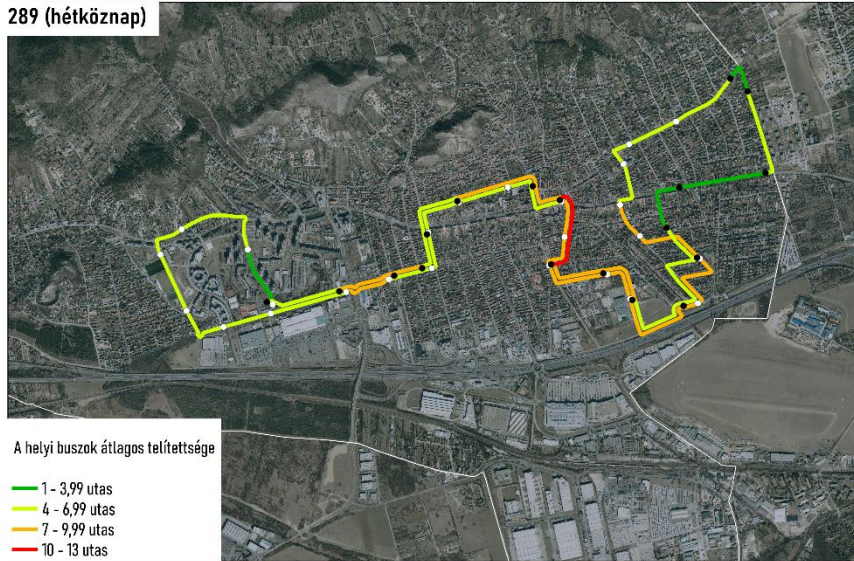 289 (hétköznap)
A helyi buszok átlagos telítettsége
1 - 3,99 utas
4 - 6,99 utas
7 - 9,99 utas
10 - 13 utas